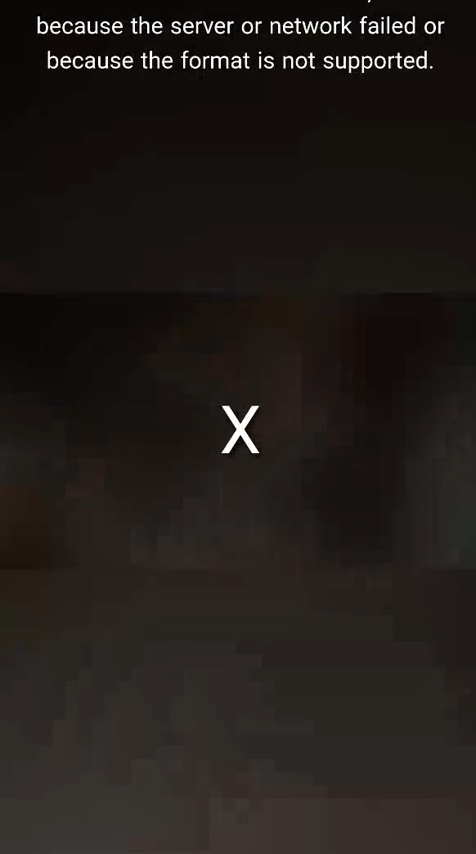 because the server or network failed or
because the format is not supported.
X